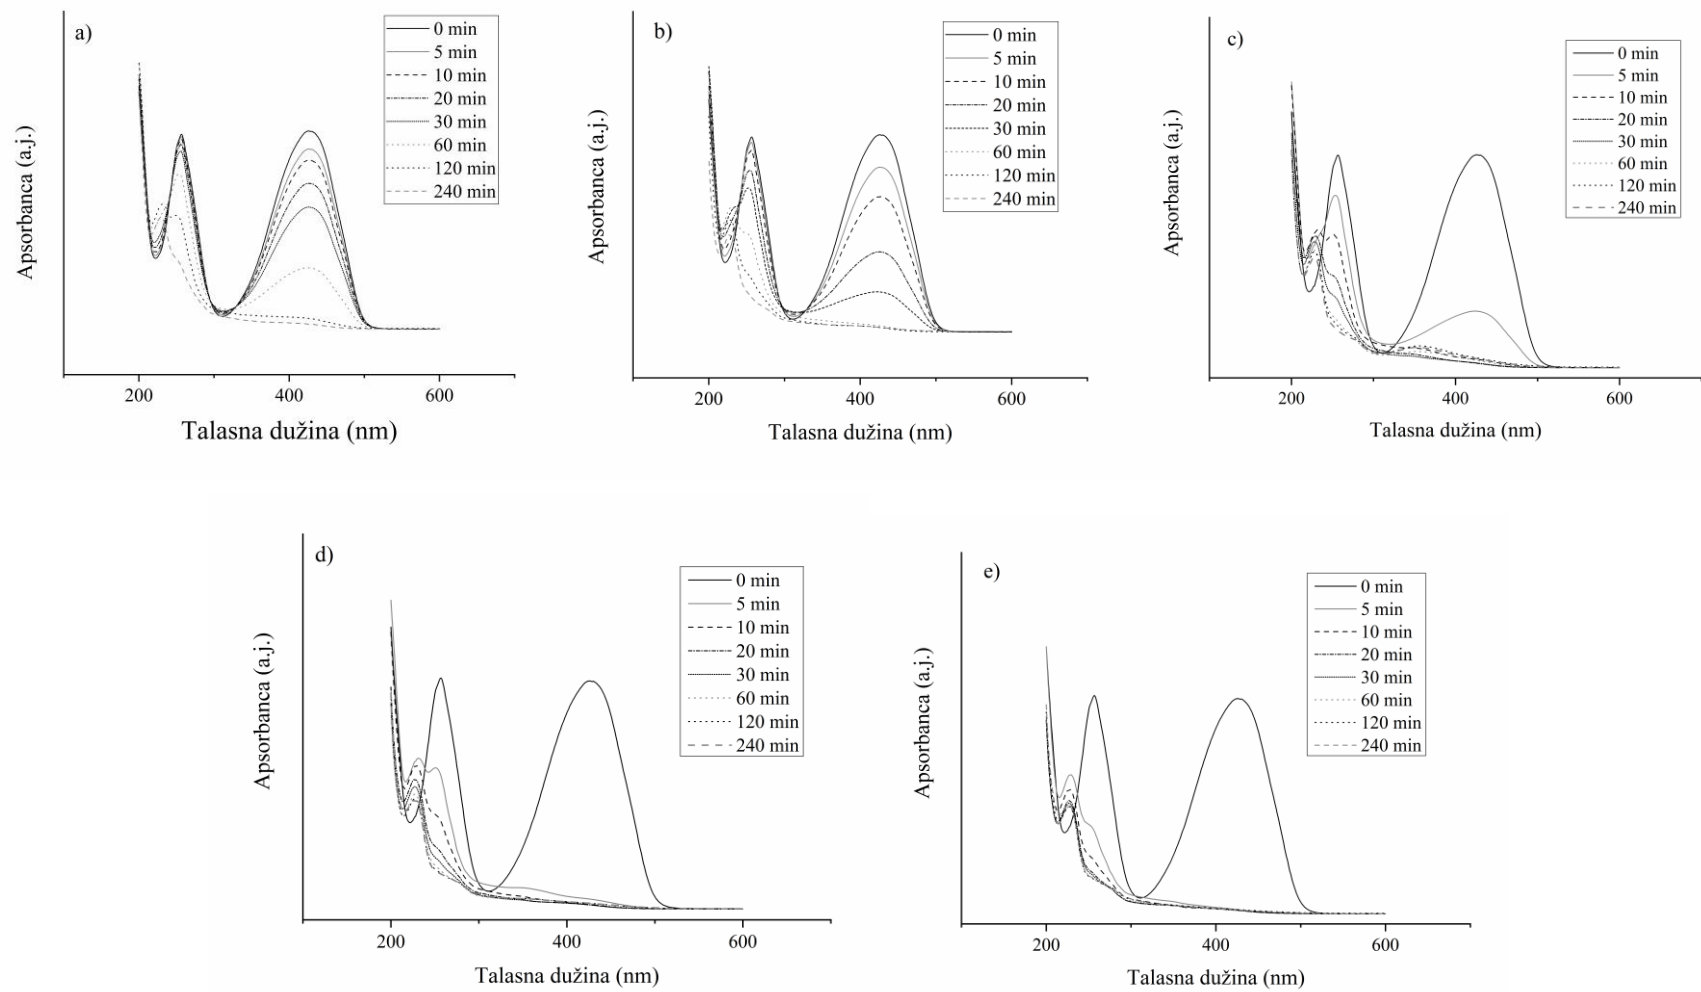 a)
0 min
5 min
10 min
20 min
30 min
60 min
120 min
240 min
Apsorbanca (a.j.)
200
400
600
Talasna dužina (nm)
b)
0 min
5 min
10 min
20 min
30 min
60 min
120 min
240 min
Apsorbanca (a.j.)
200
400
600
Talasna dužina (nm)
c)
0 min
5 min
10 min
20 min
30 min
60 min
120 min
240 min
Apsorbanca (a.j.)
200
400
600
Talasna dužina (nm)
d)
0 min
5 min
10 min
20 min
30 min
60 min
120 min
240 min
Apsorbanca (a.j.)
200
400
600
Talasna dužina (nm)
e)
0 min
5 min
10 min
20 min
30 min
60 min
120 min
240 min
Apsorbanca (a.j.)
200
400
600
Talasna dužina (nm)